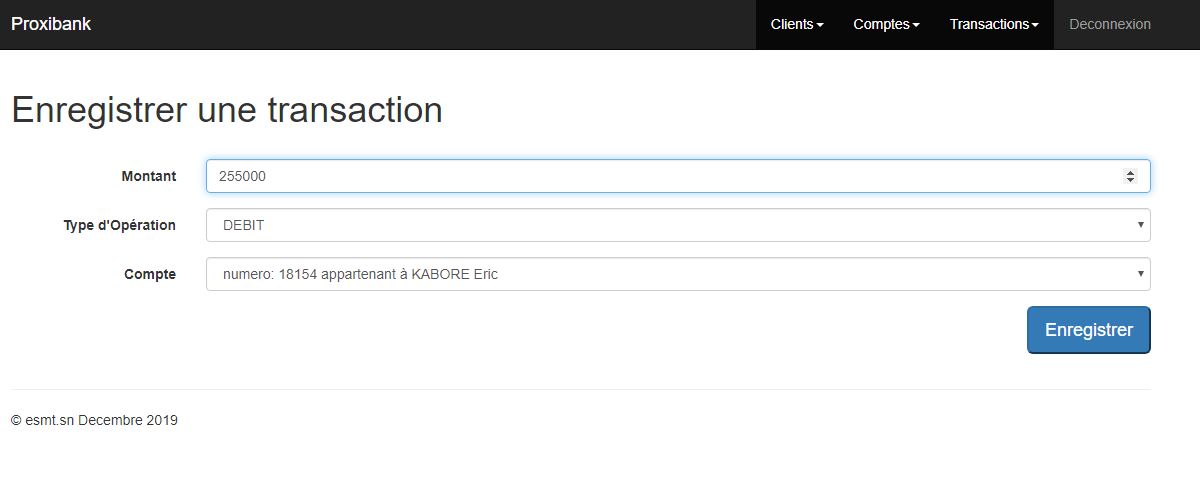 Proxibank Clients Comptes Transactions Deconnexion
Enregistrer une transaction
Montant 255000
Type d'Opération DEBIT
Compte numero: 18154 appartenant à KABORE Eric
Enregistrer
© esmt.sn Decembre 2019